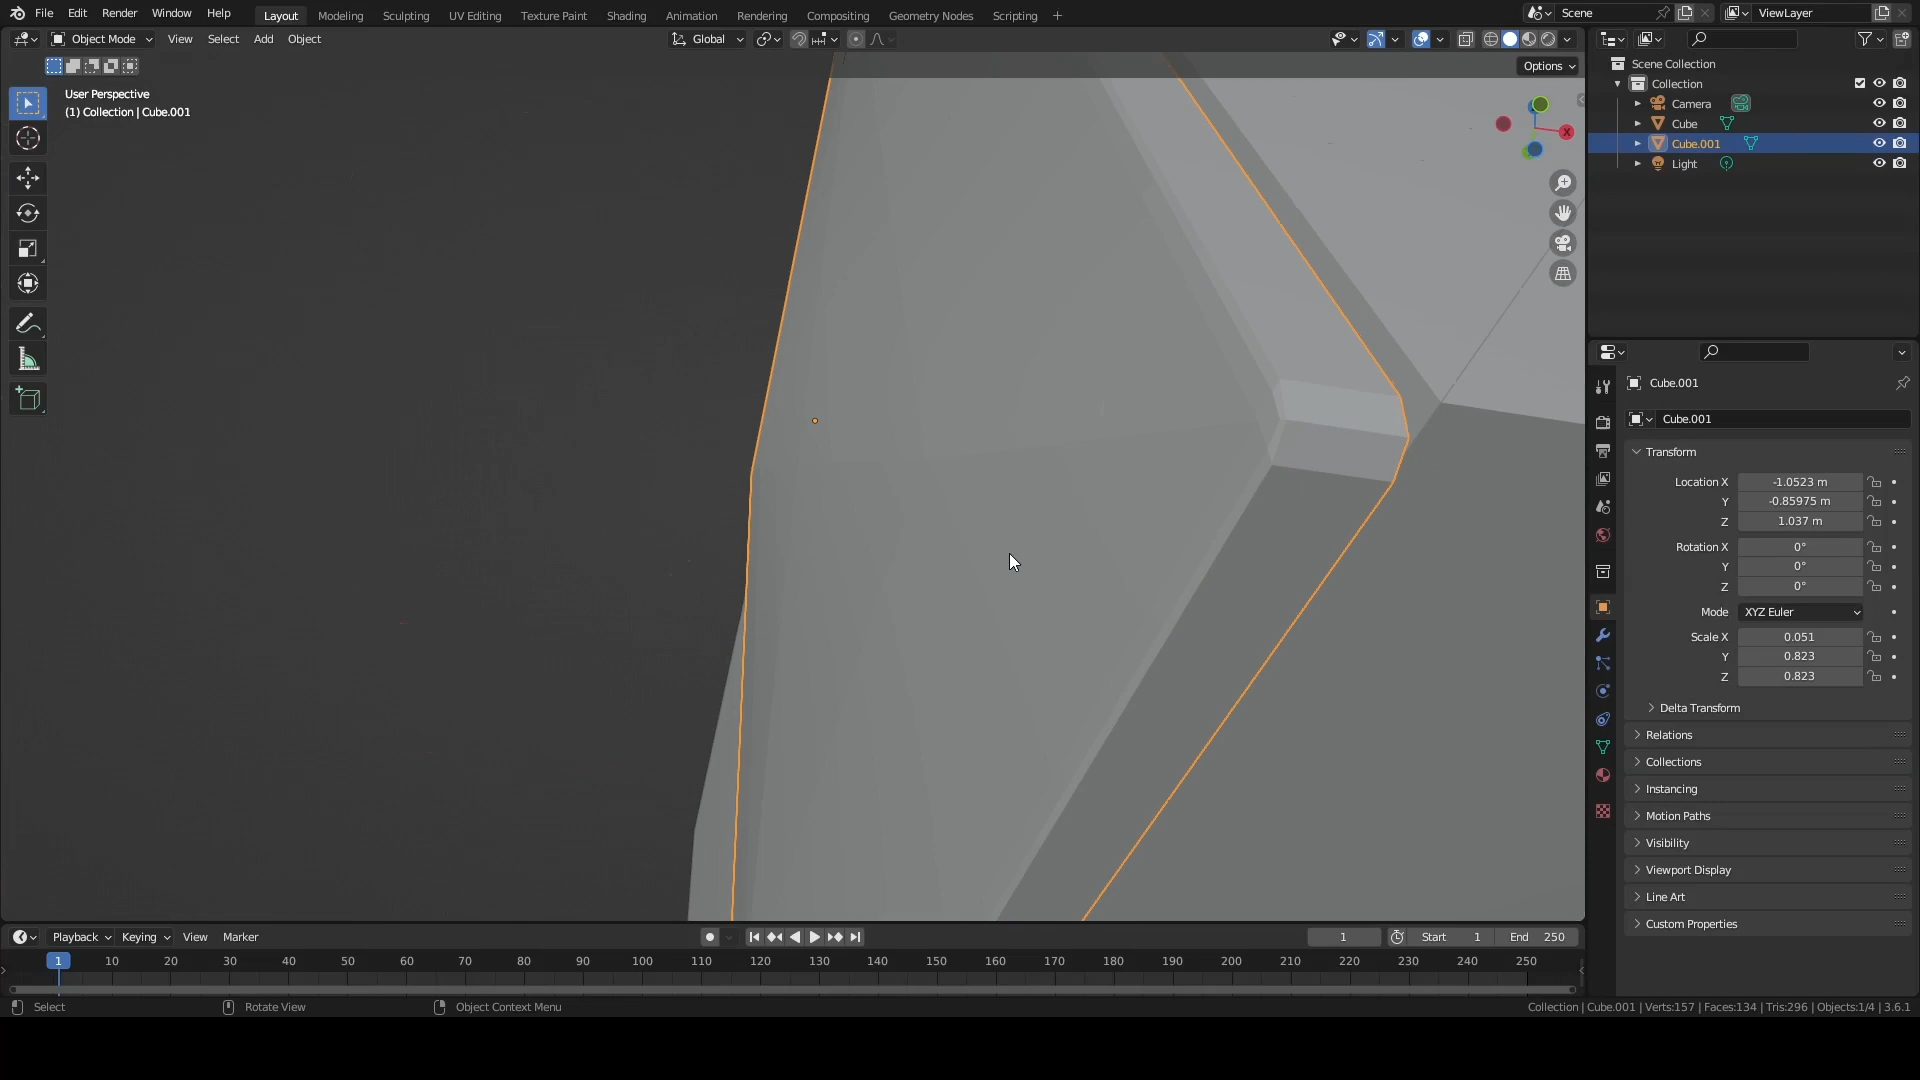 File Edit Render Window Help Layout Modeling Sculpting UV Editing Texture Paint Shading Animation Rendering Compositing Geometry Nodes Scripting + Scene ViewLayer
Object Mode View Select Add Object Global
Options
User Perspective
(1) Collection | Cube.001
X
Scene Collection
Collection
Camera
Cube
Cube.001
Light
Cube.001
Cube.001
Transform
Location X -1.0523 m
Y -0.85975 m
Z 1.037 m
Rotation X 0°
Y 0°
Z 0°
Mode XYZ Euler
Scale X 0.051
Y 0.823
Z 0.823
Delta Transform
Relations
Collections
Instancing
Motion Paths
Visibility
Viewport Display
Line Art
Custom Properties
Playback Keying View Marker 1 Start 1 End 250
1 10 20 30 40 50 60 70 80 90 100 110 120 130 140 150 160 170 180 190 200 210 220 230 240 250
Select Rotate View Object Context Menu Collection | Cube.001 | Verts:157 | Faces:134 | Tris:296 | Objects:1/4 | 3.6.1